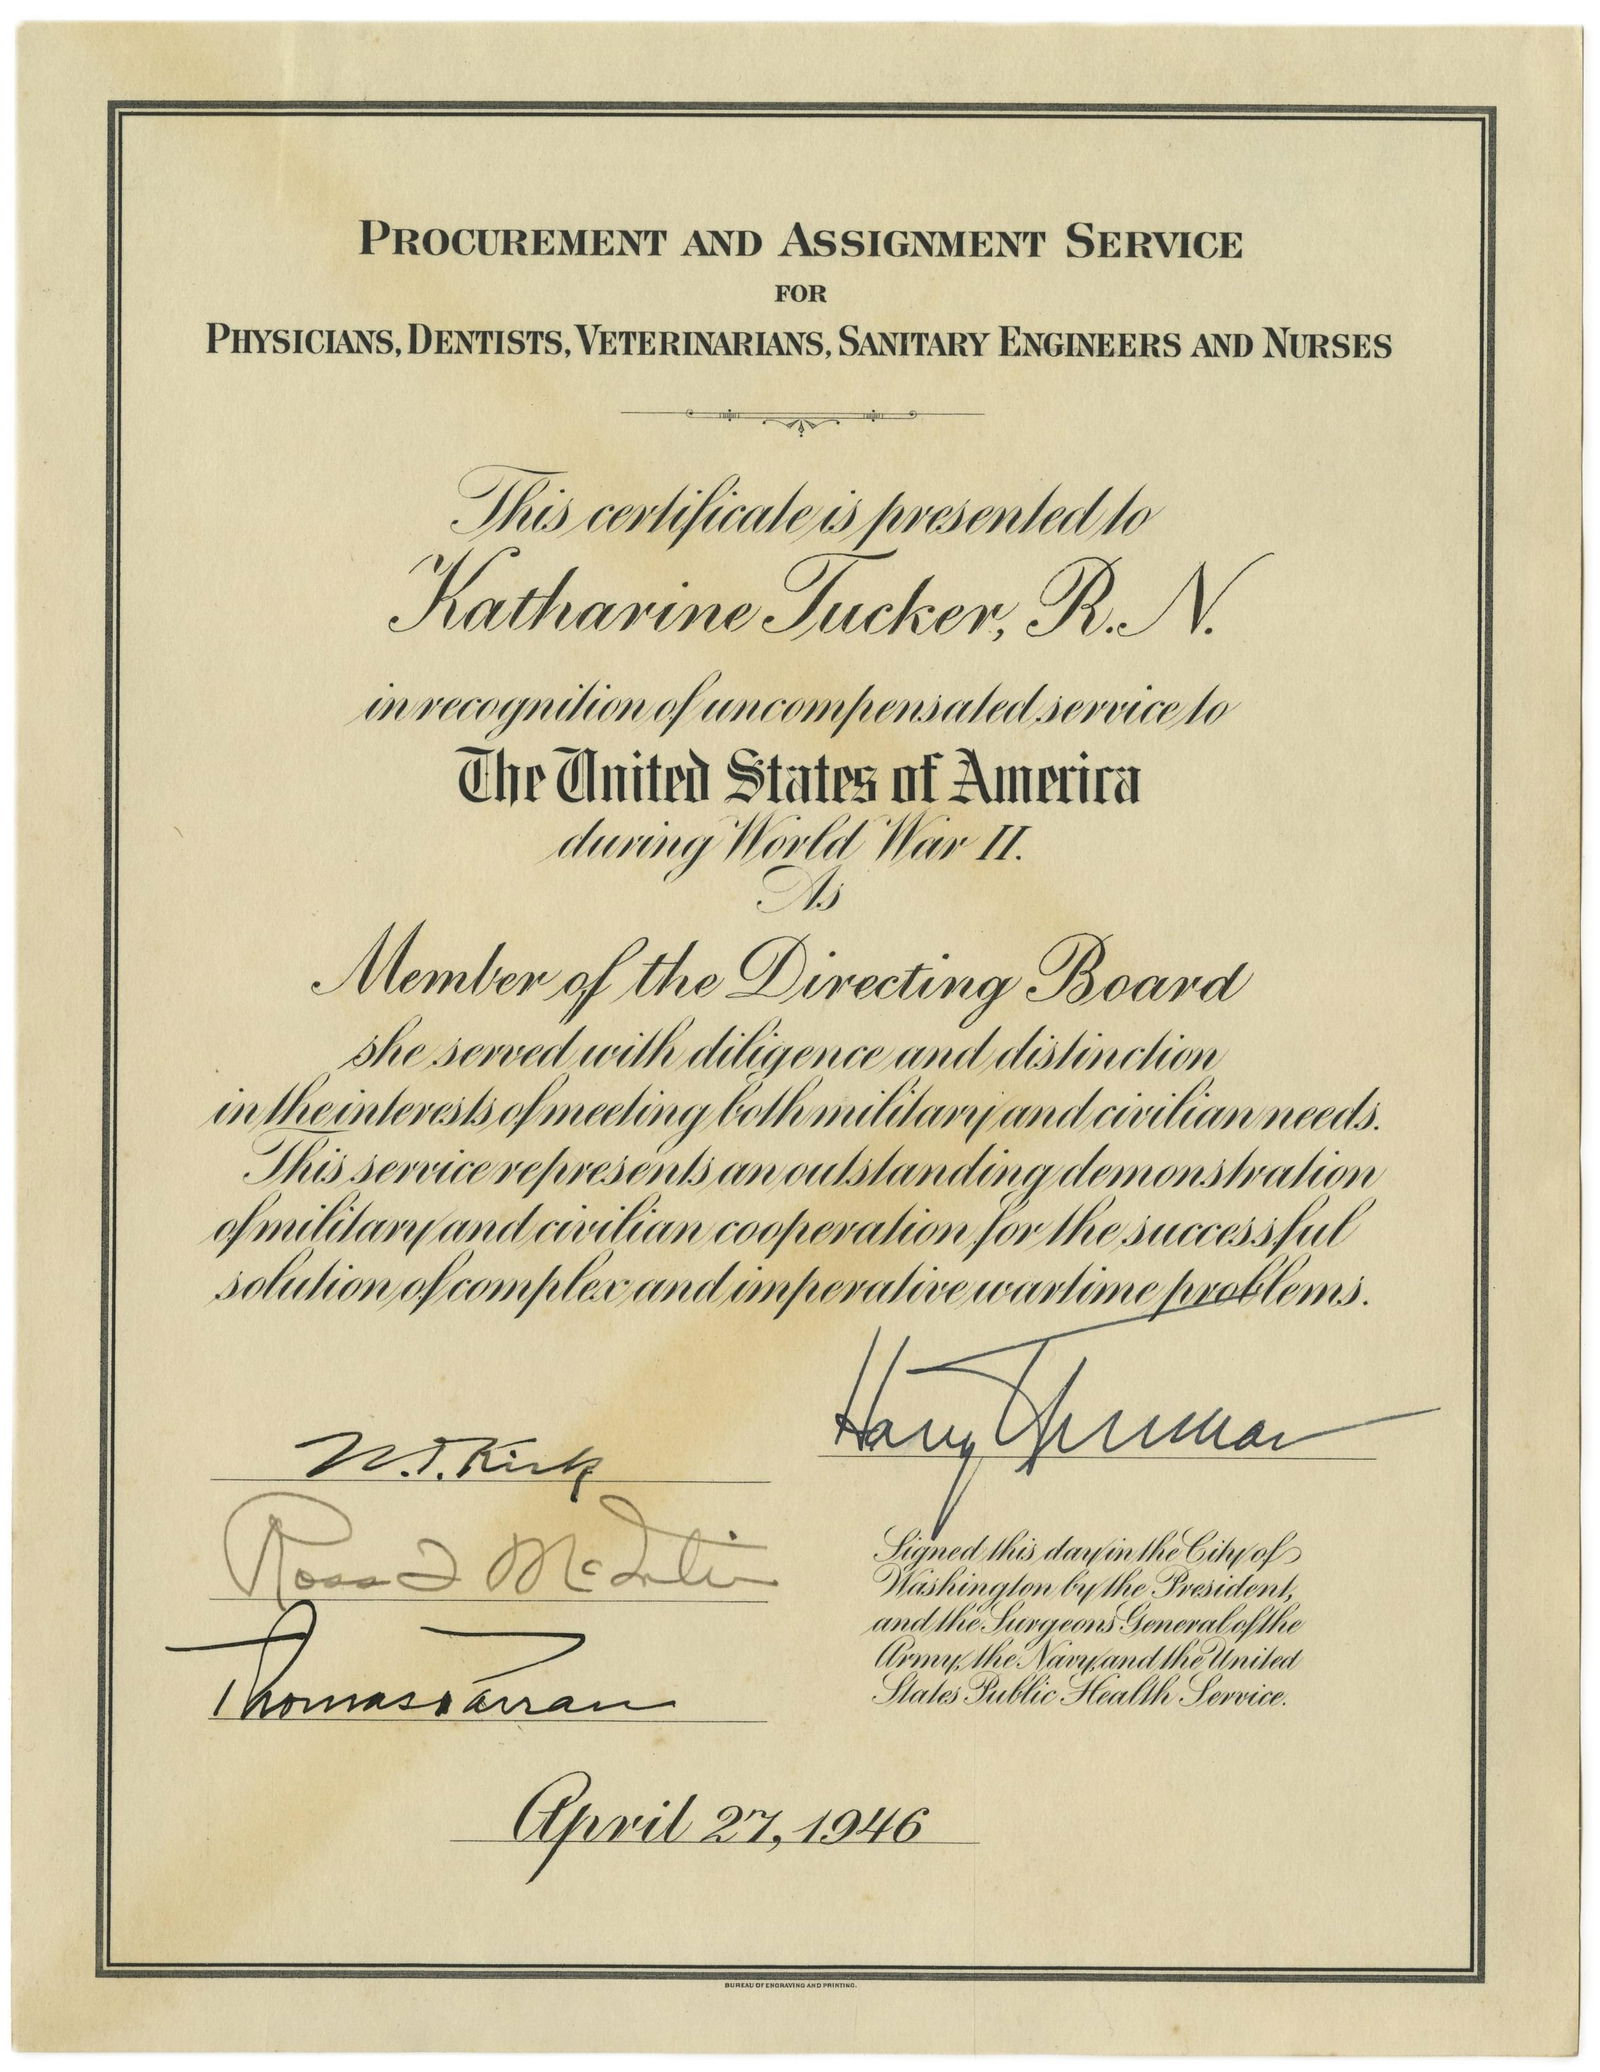 PROCUREMENT AND ASSIGNMENT SERVICE
FOR
PHYSICIANS, DENTISTS, VETERINARIANS, SANITARY ENGINEERS AND NURSES
This certificate is presented to
Katharine Tucker, R. N.
in recognition of uncompensated service to
The United States of America
during World War II.
As
Member of the Directing Board
she served with diligence and distinction
in the interests of meeting both military and civilian needs.
This service represents an outstanding demonstration
of military and civilian cooperation for the successful
solution of complex and imperative wartime problems.
Harry Truman
N. T. Kirk
Ross T McIntire
Thomas Parran
Signed this day in the City of
Washington by the President,
and the Surgeons General of the
Army, the Navy, and the United
States Public Health Service.
April 27, 1946
BUREAU OF ENGRAVING AND PRINTING.